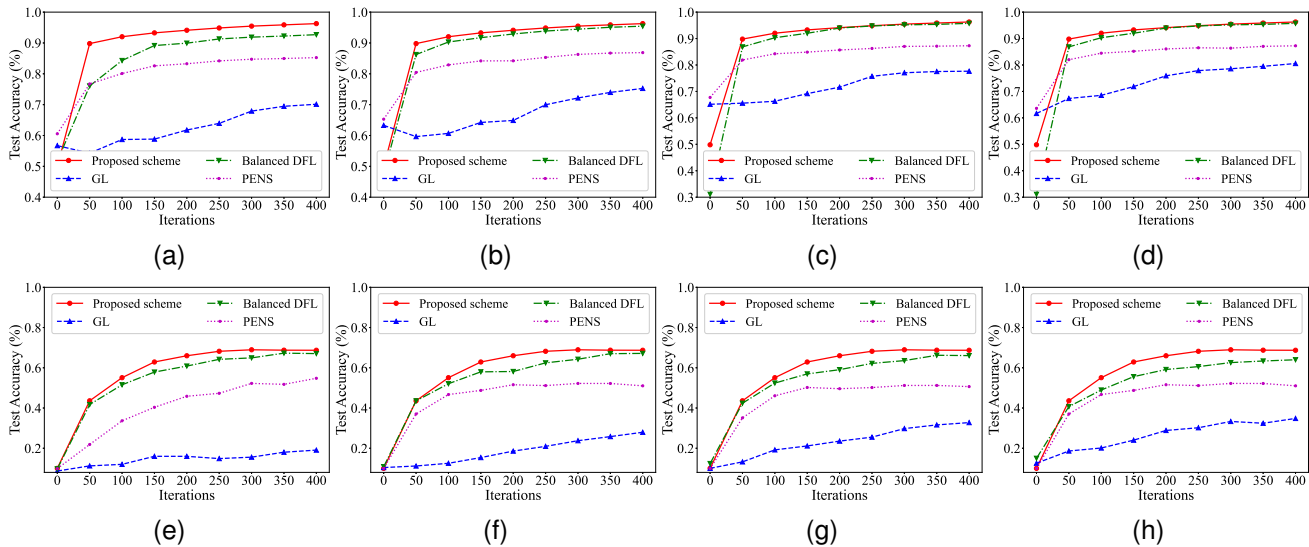 1.0
0.9
0.8
0.7
0.6
0.5
0.4
Test Accuracy (%)
Proposed scheme
Balanced DFL
GL
PENS
0 50 100 150 200 250 300 350 400
Iterations
(a)
1.0
0.9
0.8
0.7
0.6
0.5
0.4
Test Accuracy (%)
Proposed scheme
Balanced DFL
GL
PENS
0 50 100 150 200 250 300 350 400
Iterations
(b)
1.0
0.9
0.8
0.7
0.6
0.5
0.4
0.3
Test Accuracy (%)
Proposed scheme
Balanced DFL
GL
PENS
0 50 100 150 200 250 300 350 400
Iterations
(c)
1.0
0.9
0.8
0.7
0.6
0.5
0.4
0.3
Test Accuracy (%)
Proposed scheme
Balanced DFL
GL
PENS
0 50 100 150 200 250 300 350 400
Iterations
(d)
1.0
0.8
0.6
0.4
0.2
Test Accuracy (%)
Proposed scheme
Balanced DFL
GL
PENS
0 50 100 150 200 250 300 350 400
Iterations
(e)
1.0
0.8
0.6
0.4
0.2
Test Accuracy (%)
Proposed scheme
Balanced DFL
GL
PENS
0 50 100 150 200 250 300 350 400
Iterations
(f)
1.0
0.8
0.6
0.4
0.2
Test Accuracy (%)
Proposed scheme
Balanced DFL
GL
PENS
0 50 100 150 200 250 300 350 400
Iterations
(g)
1.0
0.8
0.6
0.4
0.2
Test Accuracy (%)
Proposed scheme
Balanced DFL
GL
PENS
0 50 100 150 200 250 300 350 400
Iterations
(h)